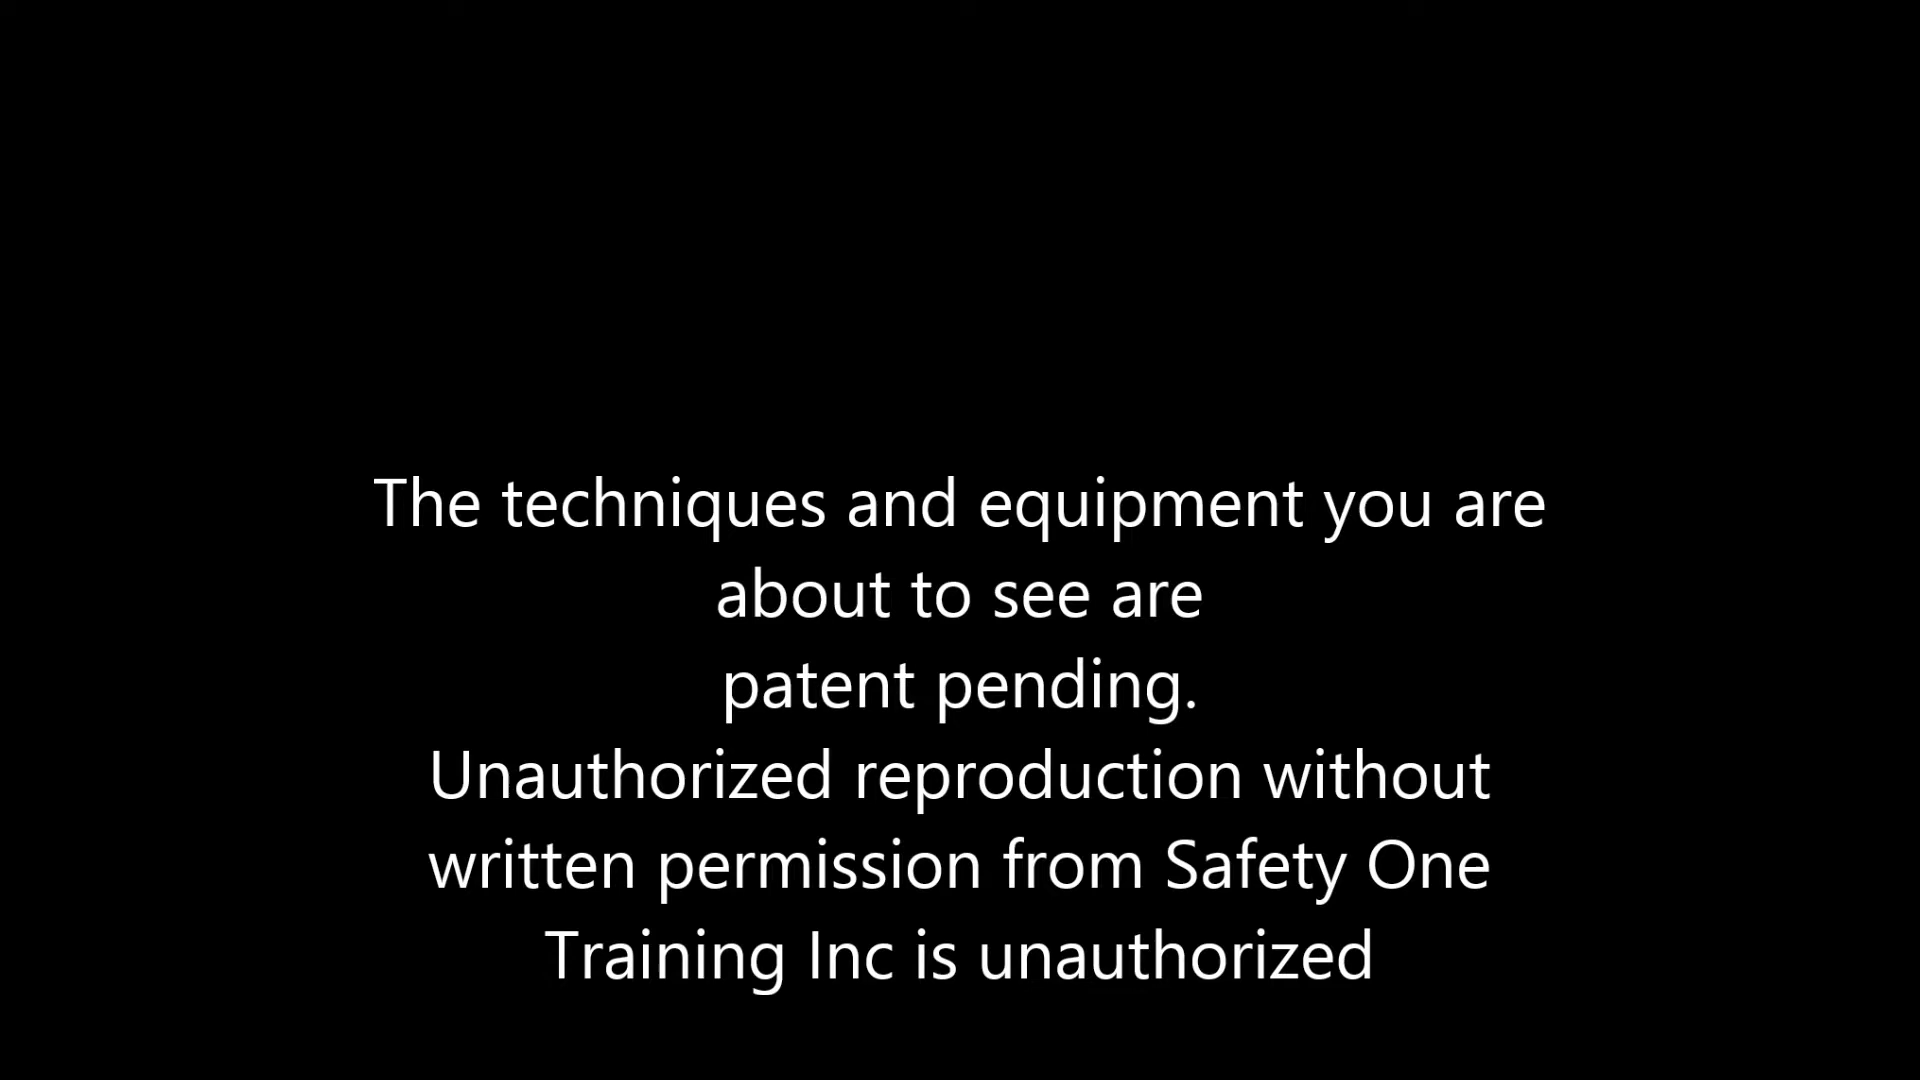 The techniques and equipment you are
about to see are
patent pending.
Unauthorized reproduction without
written permission from Safety One
Training Inc is unauthorized